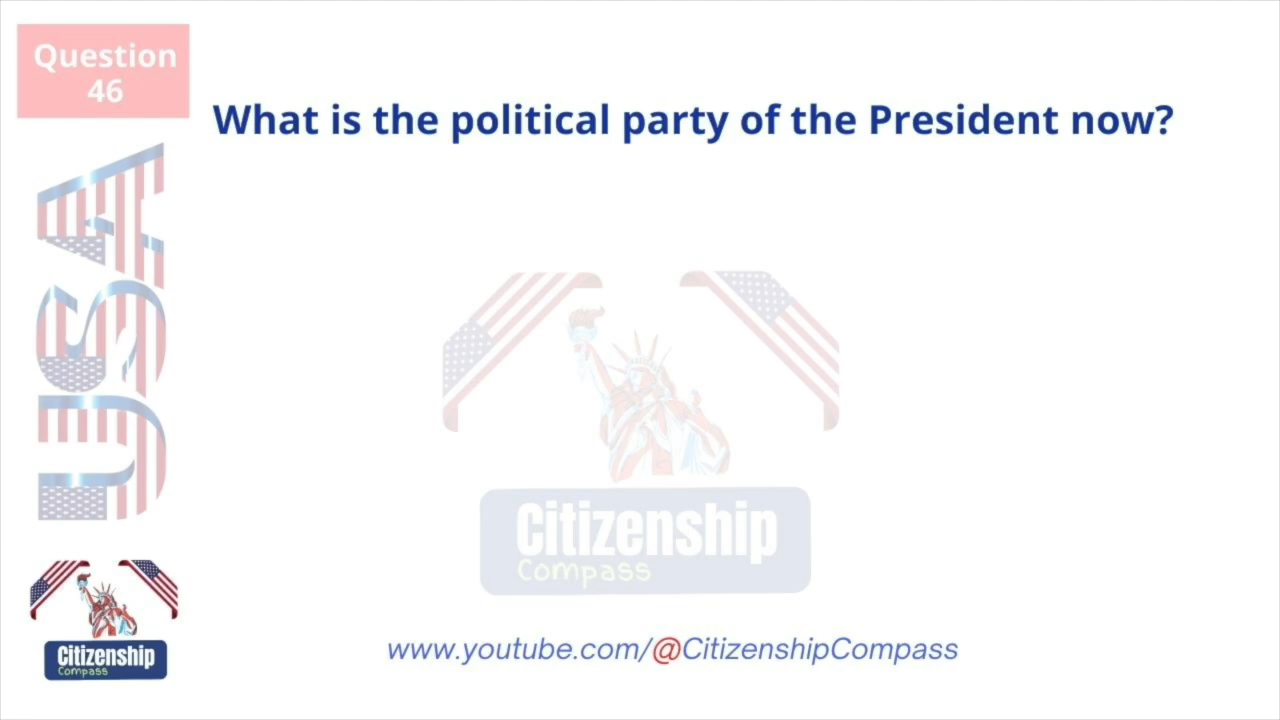 Question
46
What is the political party of the President now?
USA
Citizenship
Compass
Citizenship
Compass
www.youtube.com/@CitizenshipCompass